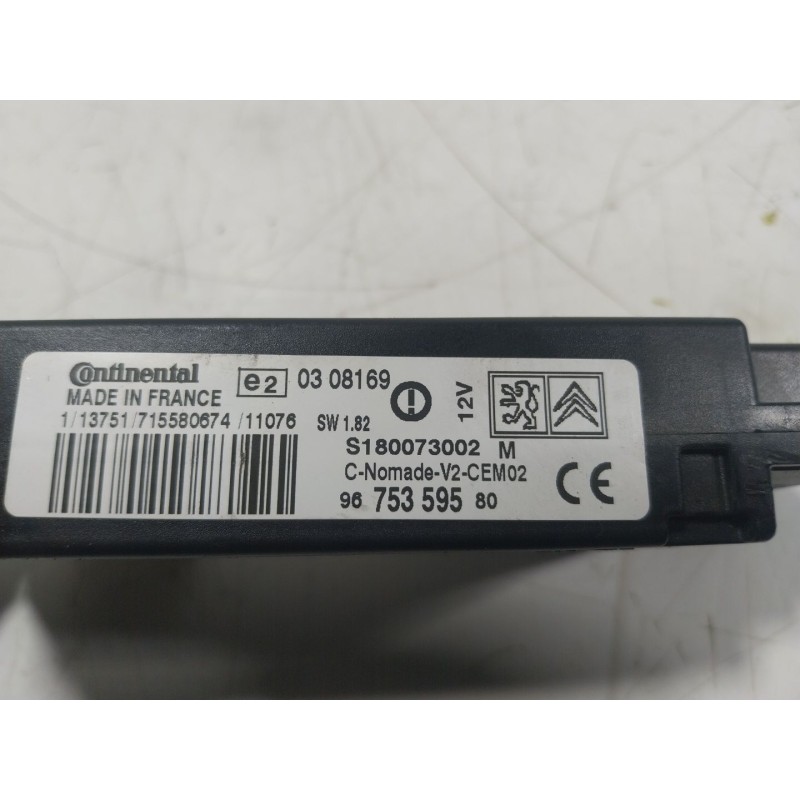 Continental
MADE IN FRANCE
e2 03 08169
12V
1/13751/715580674/11076 SW 1.82
S180073002 M
C-Nomade-V2-CEM02
96 753 595 80
CE